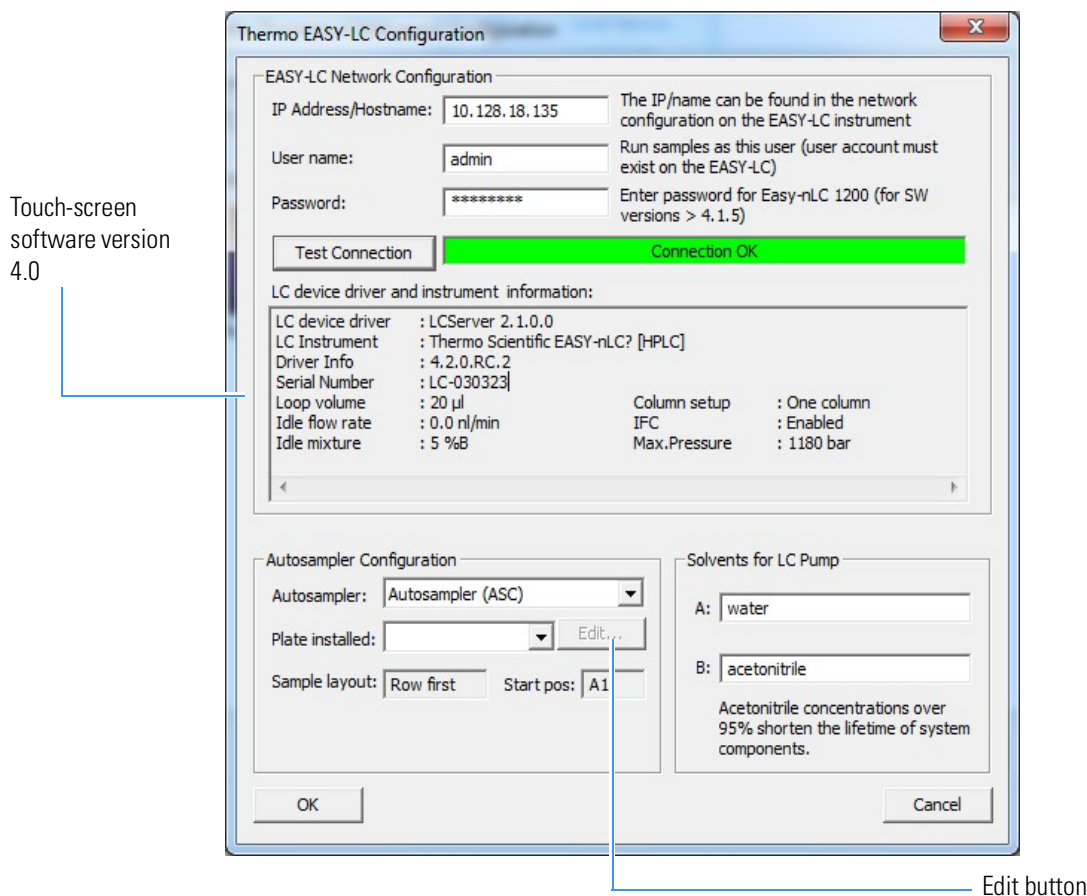 Thermo EASY-LC Configuration
EASY-LC Network Configuration
IP Address/Hostname: 10.128.18.135 The IP/name can be found in the network
configuration on the EASY-LC instrument
User name: admin Run samples as this user (user account must
exist on the EASY-LC)
Password: ******** Enter password for Easy-nLC 1200 (for SW
versions > 4.1.5)
Touch-screen
software version
4.0
Test Connection Connection OK
LC device driver and instrument information:
LC device driver : LCServer 2.1.0.0
LC Instrument : Thermo Scientific EASY-nLC? [HPLC]
Driver Info : 4.2.0.RC.2
Serial Number : LC-030323
Loop volume : 20 µl Column setup : One column
Idle flow rate : 0.0 nl/min IFC : Enabled
Idle mixture : 5 %B Max.Pressure : 1180 bar
Autosampler Configuration
Autosampler: Autosampler (ASC)
Plate installed: Edit...
Sample layout: Row first Start pos: A1
Solvents for LC Pump
A: water
B: acetonitrile
Acetonitrile concentrations over
95% shorten the lifetime of system
components.
OK
Cancel
Edit button